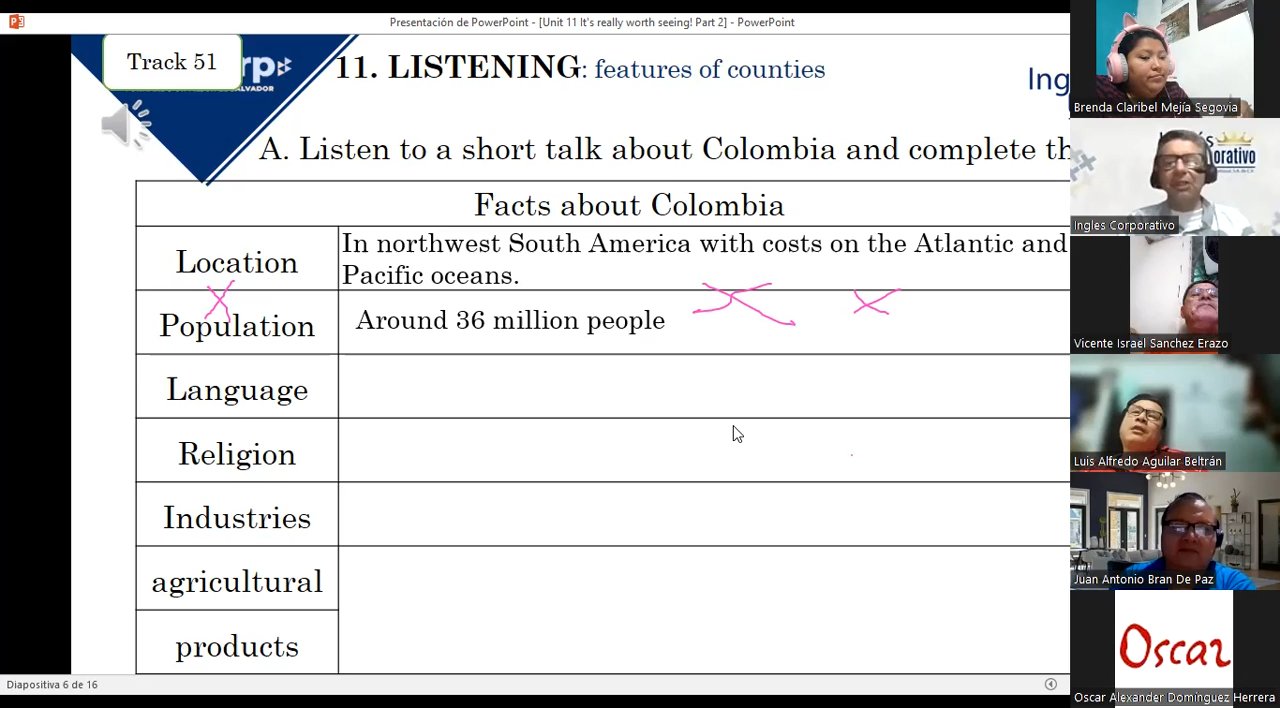 Presentación de PowerPoint - [Unit 11 It's really worth seeing! Part 2] - PowerPoint
Track 51
rp
SALVADOR
11. LISTENING: features of counties
Ing
A. Listen to a short talk about Colombia and complete th
Facts about Colombia
Location
In northwest South America with costs on the Atlantic and
Pacific oceans.
Population
Around 36 million people
Language
Religion
Industries
agricultural
products
Diapositiva 6 de 16
Brenda Claribel Mejía Segovia
orativo
Ingles Corporativo
Vicente Israel Sanchez Erazo
Luis Alfredo Aguilar Beltrán
Juan Antonio Bran De Paz
Oscar
Oscar Alexander Domínguez Herrera